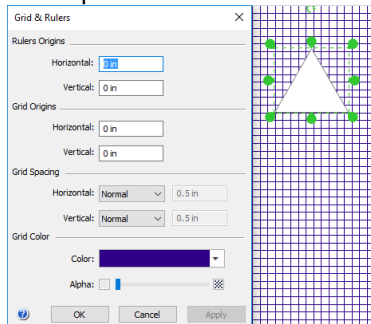 Grid & Rulers
Rulers Origins
Horizontal: 0 in
Vertical: 0 in
Grid Origins
Horizontal: 0 in
Vertical: 0 in
Grid Spacing
Horizontal: Normal 0.5 in
Vertical: Normal 0.5 in
Grid Color
Color:
Alpha:
OK Cancel Apply